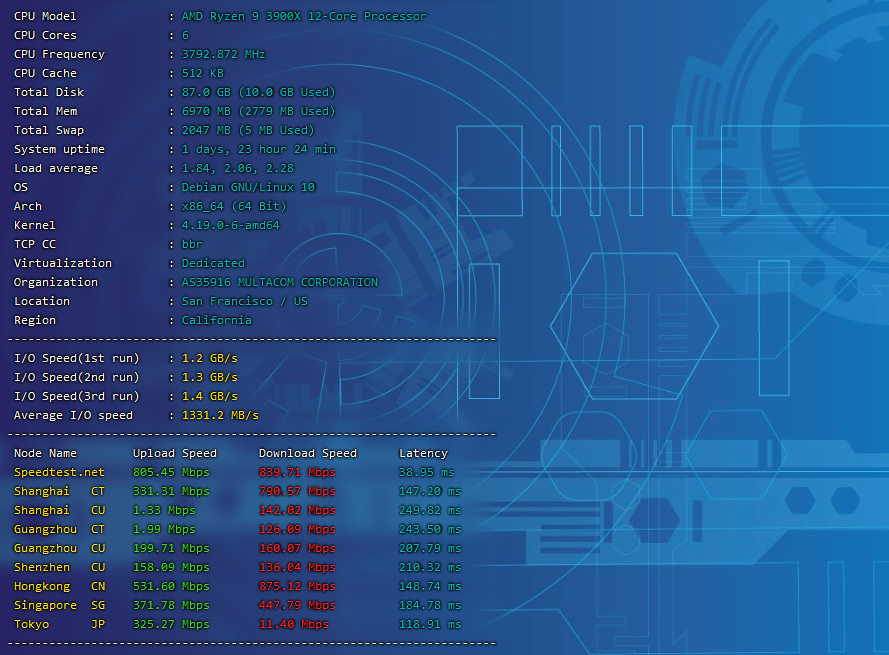 CPU Model : AMD Ryzen 9 3900X 12-Core Processor
CPU Cores : 6
CPU Frequency : 3792.872 MHz
CPU Cache : 512 KB
Total Disk : 87.0 GB (10.0 GB Used)
Total Mem : 6970 MB (2779 MB Used)
Total Swap : 2047 MB (5 MB Used)
System uptime : 1 days, 23 hour 24 min
Load average : 1.84, 2.06, 2.28
OS : Debian GNU/Linux 10
Arch : x86_64 (64 Bit)
Kernel : 4.19.0-6-amd64
TCP CC : bbr
Virtualization : Dedicated
Organization : AS35916 MULTACOM CORPORATION
Location : San Francisco / US
Region : California
----------------------------------------------------------------------
I/O Speed(1st run) : 1.2 GB/s
I/O Speed(2nd run) : 1.3 GB/s
I/O Speed(3rd run) : 1.4 GB/s
Average I/O speed : 1331.2 MB/s
----------------------------------------------------------------------
Node Name Upload Speed Download Speed Latency
Speedtest.net 805.45 Mbps 839.71 Mbps 38.95 ms
Shanghai CT 331.31 Mbps 790.57 Mbps 147.20 ms
Shanghai CU 1.33 Mbps 142.02 Mbps 249.82 ms
Guangzhou CT 1.99 Mbps 126.09 Mbps 243.50 ms
Guangzhou CU 199.71 Mbps 160.07 Mbps 207.79 ms
Shenzhen CU 158.09 Mbps 136.04 Mbps 210.32 ms
Hongkong CN 531.60 Mbps 875.12 Mbps 148.74 ms
Singapore SG 371.78 Mbps 447.79 Mbps 184.78 ms
Tokyo JP 325.27 Mbps 11.40 Mbps 118.91 ms
----------------------------------------------------------------------